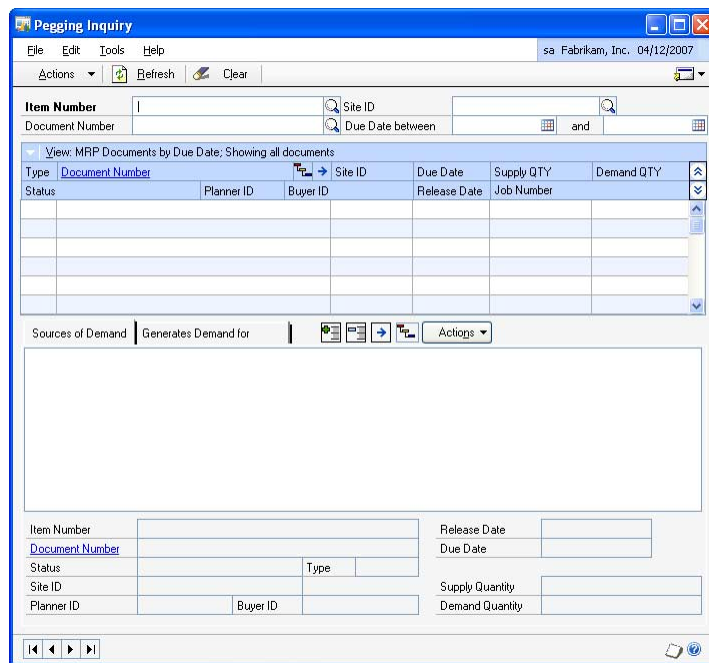 Pegging Inquiry
File Edit Tools Help sa Fabrikam, Inc. 04/12/2007
Actions Refresh Clear
Item Number Site ID
Document Number Due Date between and
View: MRP Documents by Due Date; Showing all documents
Type Document Number Site ID Due Date Supply QTY Demand QTY
Status Planner ID Buyer ID Release Date Job Number
Sources of Demand Generates Demand for Actions
Item Number Release Date
Document Number Due Date
Status Type
Site ID Supply Quantity
Planner ID Buyer ID Demand Quantity